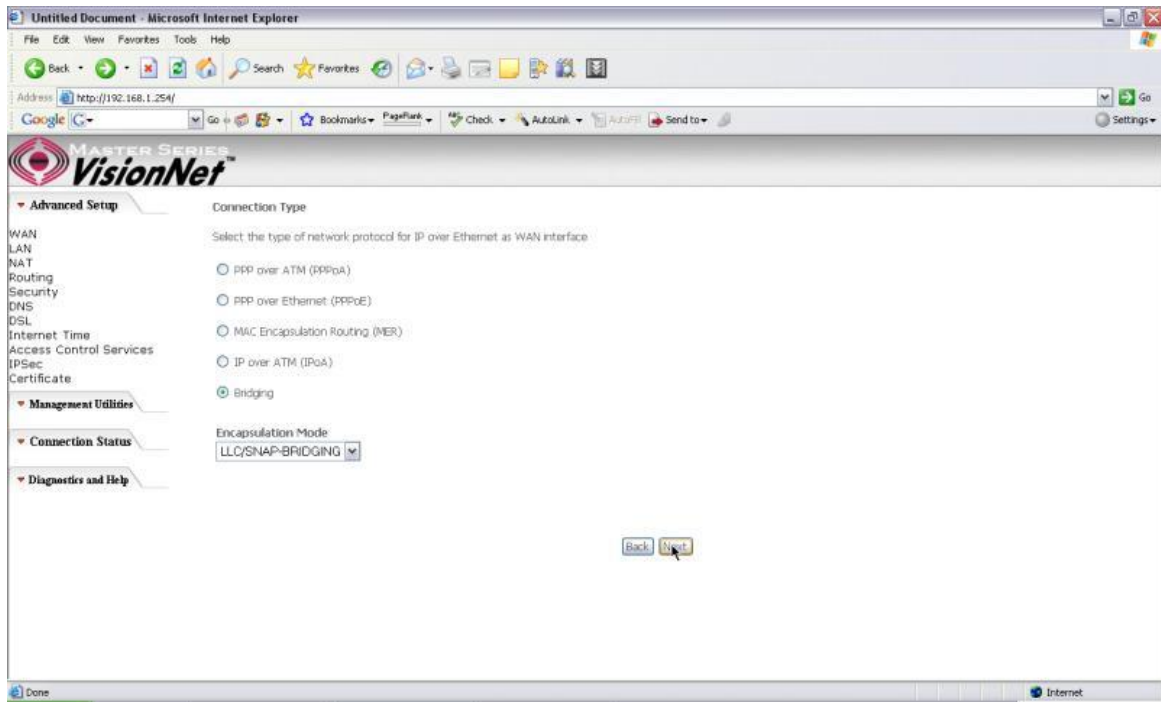 Untitled Document - Microsoft Internet Explorer
File Edit View Favorites Tools Help
Back Search Favorites
Address http://192.168.1.254/ Go
Google G Go Bookmarks PageRank Check AutoLink AutoFill Send to Settings
MASTER SERIES
VisionNet™
Advanced Setup
WAN
LAN
NAT
Routing
Security
DNS
DSL
Internet Time
Access Control Services
IPSec
Certificate
Management Utilities
Connection Status
Diagnostics and Help
Connection Type
Select the type of network protocol for IP over Ethernet as WAN interface
PPP over ATM (PPPoA)
PPP over Ethernet (PPPoE)
MAC Encapsulation Routing (MER)
IP over ATM (IPoA)
Bridging
Encapsulation Mode
LLC/SNAP-BRIDGING
Back Next
Done Internet